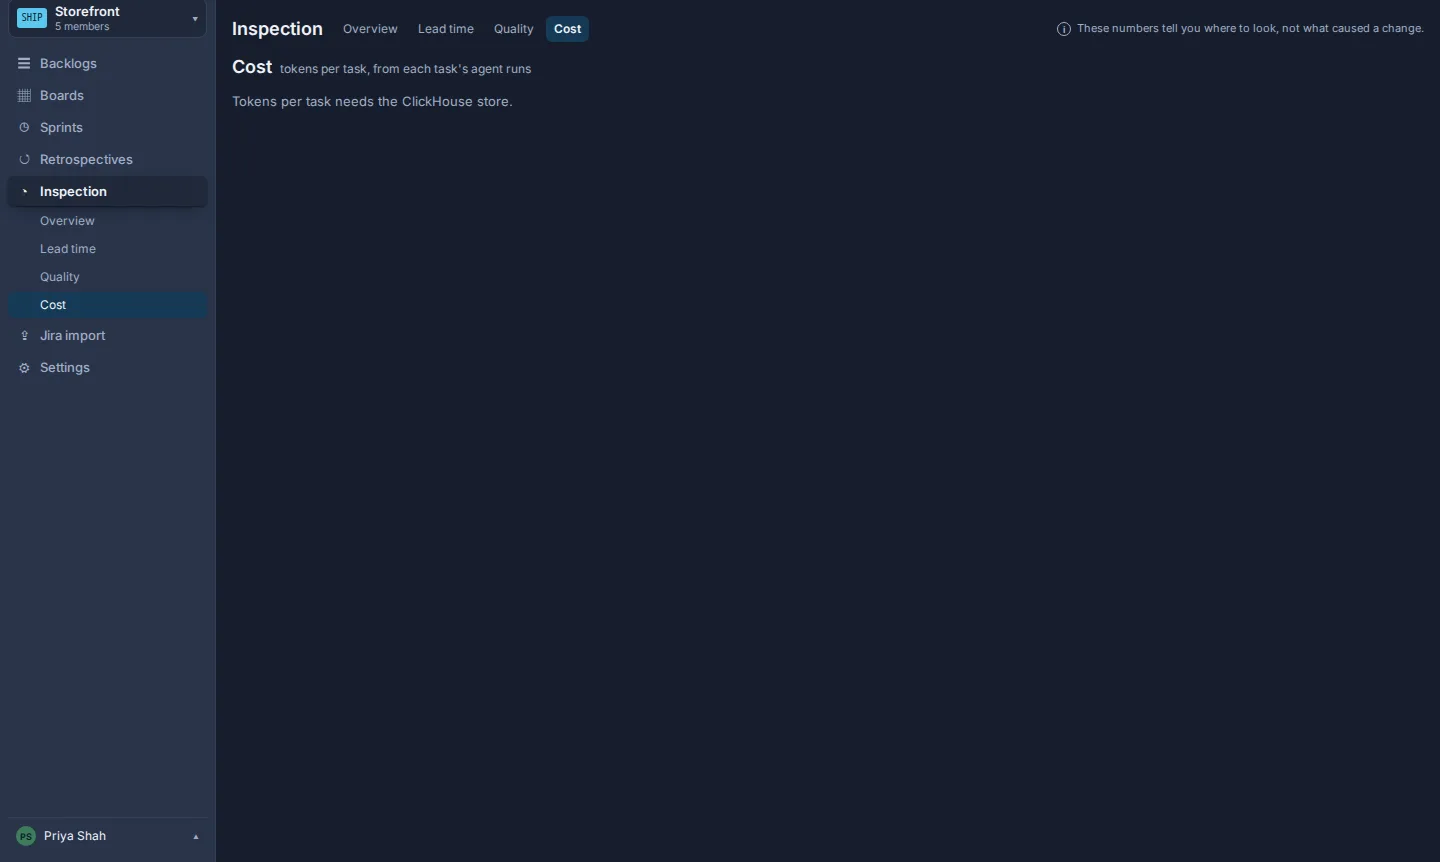 SHIP
Storefront
5 members
Backlogs
Boards
Sprints
Retrospectives
Inspection
Overview
Lead time
Quality
Cost
Jira import
Settings
PS Priya Shah
Inspection Overview Lead time Quality Cost
These numbers tell you where to look, not what caused a change.
Cost tokens per task, from each task's agent runs
Tokens per task needs the ClickHouse store.